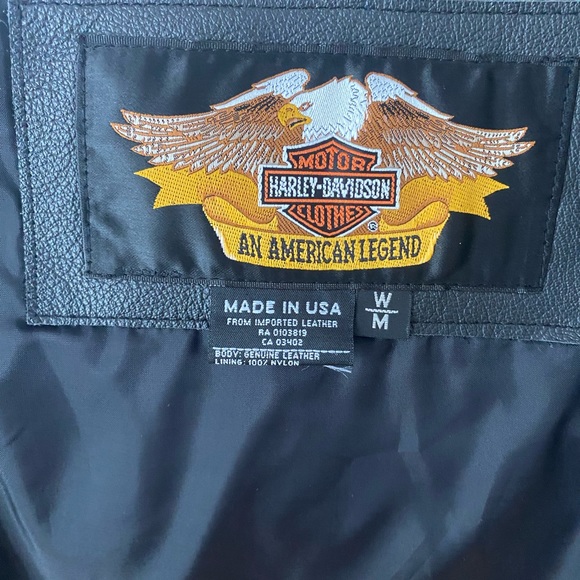 MOTOR
HARLEY-DAVIDSON
CLOTHES
®
AN AMERICAN LEGEND
MADE IN USA
FROM IMPORTED LEATHER
RA 0103819
CA 03402
BODY: GENUINE LEATHER
LINING: 100% NYLON
W
M